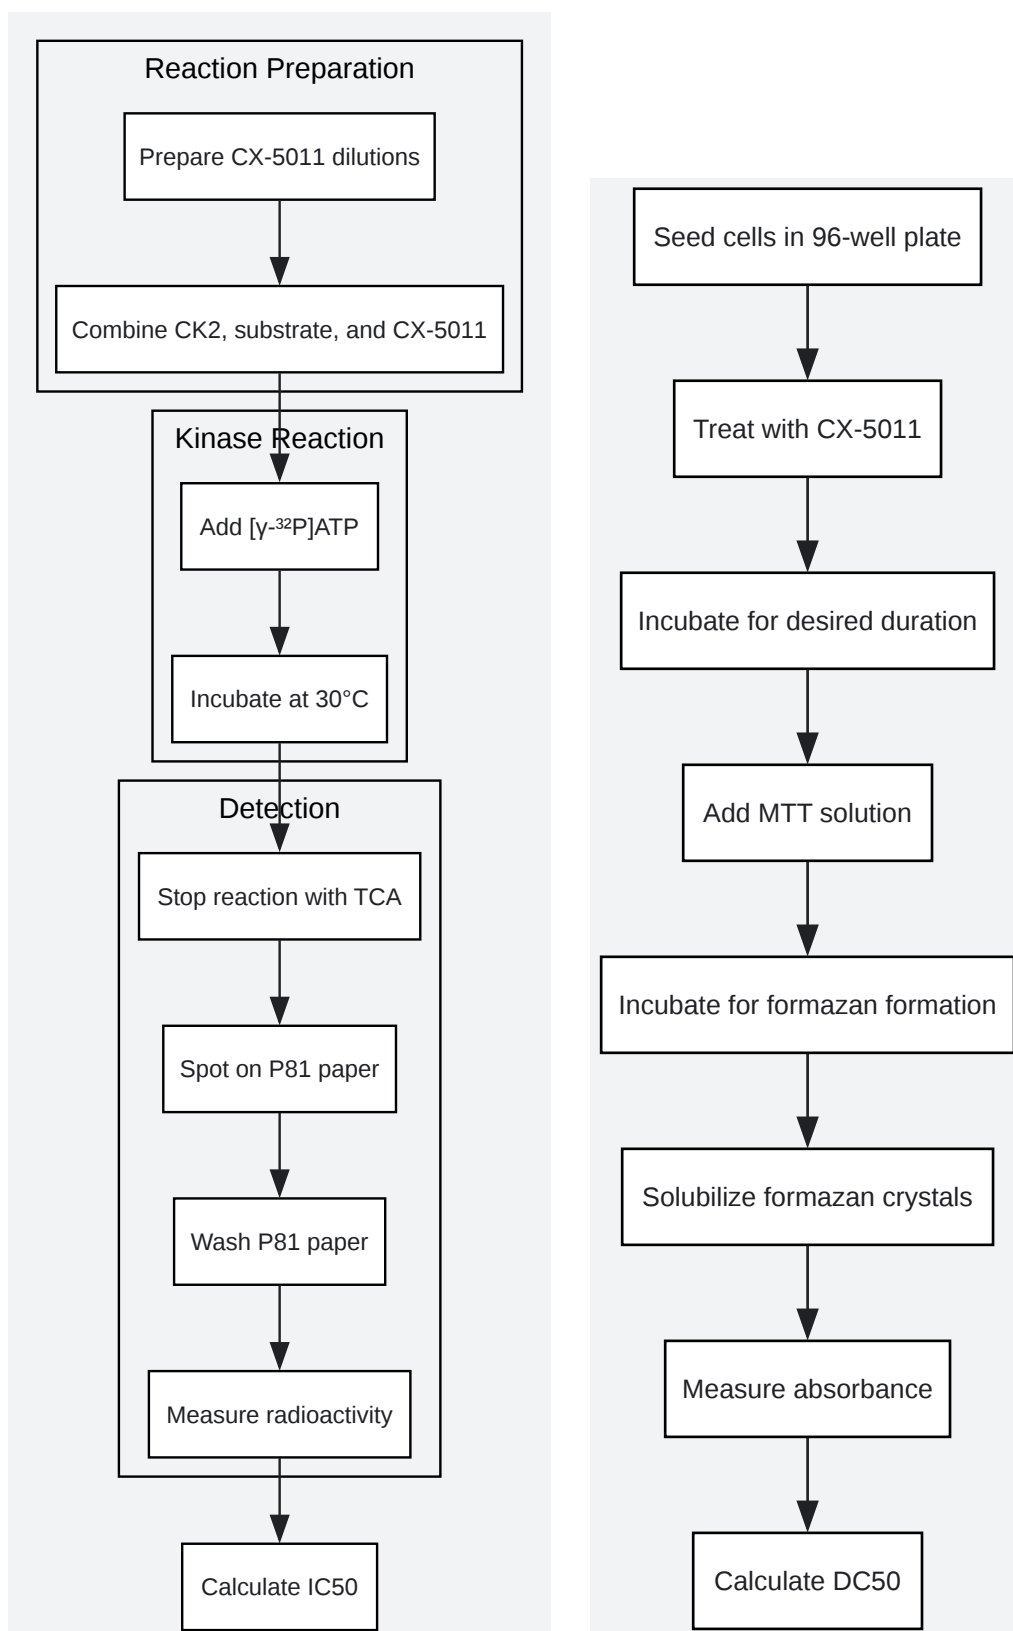 Reaction Preparation
Prepare CX-5011 dilutions
Combine CK2, substrate, and CX-5011
Kinase Reaction
Add [γ-³²P]ATP
Incubate at 30°C
Detection
Stop reaction with TCA
Spot on P81 paper
Wash P81 paper
Measure radioactivity
Calculate IC50
Seed cells in 96-well plate
Treat with CX-5011
Incubate for desired duration
Add MTT solution
Incubate for formazan formation
Solubilize formazan crystals
Measure absorbance
Calculate DC50